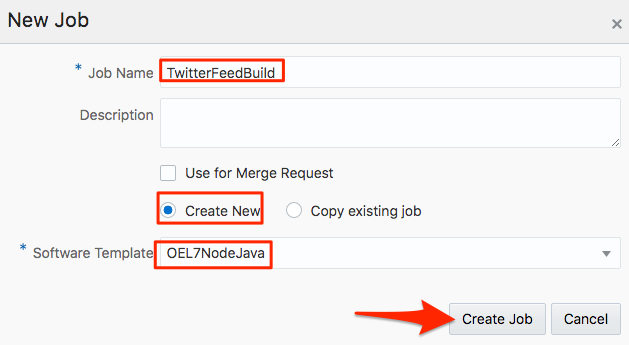 New Job
×
* Job Name TwitterFeedBuild
Description
Use for Merge Request
Create New Copy existing job
* Software Template OEL7NodeJava
Create Job Cancel